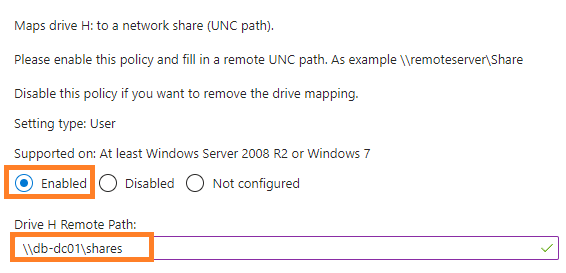 Maps drive H: to a network share (UNC path).
Please enable this policy and fill in a remote UNC path. As example \\remoteserver\Share
Disable this policy if you want to remove the drive mapping.
Setting type: User
Supported on: At least Windows Server 2008 R2 or Windows 7
Enabled Disabled Not configured
Drive H Remote Path:
\\db-dc01\shares